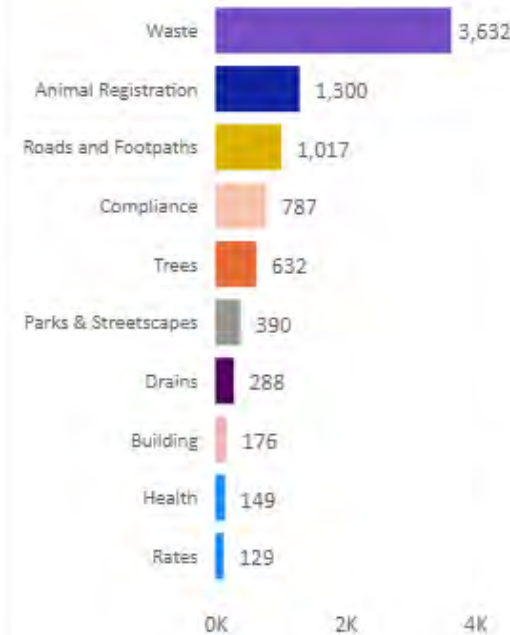 Waste 3,632
Animal Registration 1,300
Roads and Footpaths 1,017
Compliance 787
Trees 632
Parks & Streetscapes 390
Drains 288
Building 176
Health 149
Rates 129
0K 2K 4K